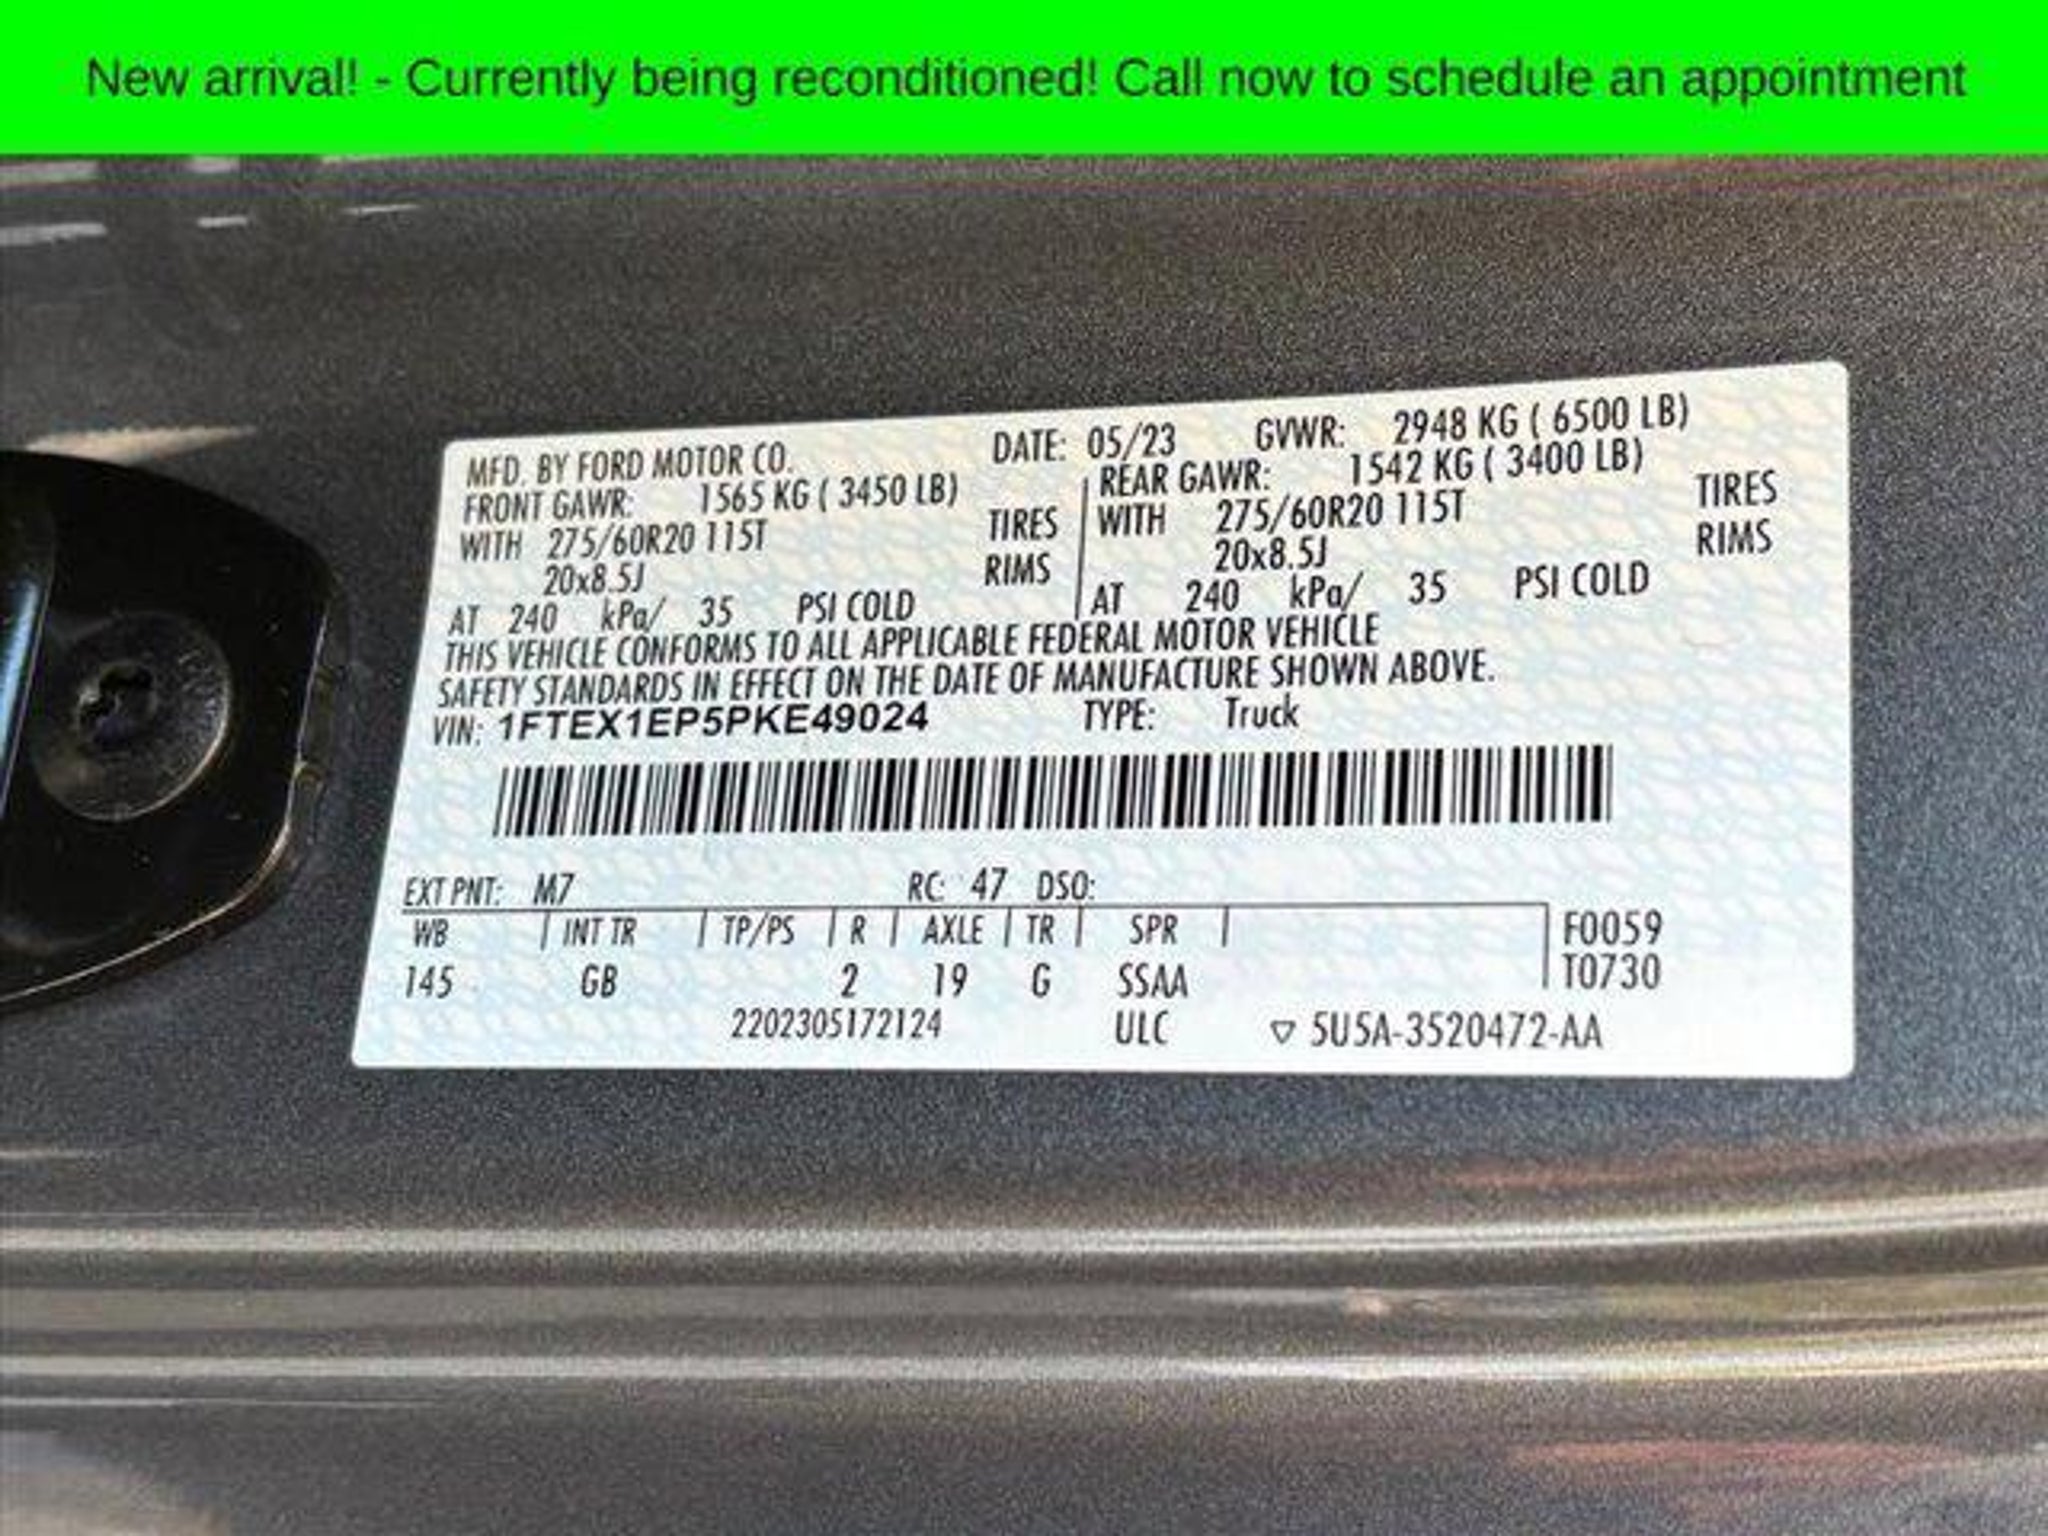 New arrival! - Currently being reconditioned! Call now to schedule an appointment
MFD. BY FORD MOTOR CO. DATE: 05/23 GVWR: 2948 KG ( 6500 LB)
FRONT GAWR: 1565 KG ( 3450 LB) REAR GAWR: 1542 KG ( 3400 LB)
WITH 275/60R20 115T TIRES WITH 275/60R20 115T TIRES
20x8.5J RIMS 20x8.5J RIMS
AT 240 kPa/ 35 PSI COLD AT 240 kPa/ 35 PSI COLD
THIS VEHICLE CONFORMS TO ALL APPLICABLE FEDERAL MOTOR VEHICLE
SAFETY STANDARDS IN EFFECT ON THE DATE OF MANUFACTURE SHOWN ABOVE.
VIN: 1FTEX1EP5PKE49024 TYPE: Truck
EXT PNT: M7 RC: 47 DSO:
WB INT TR TP/PS R AXLE TR SPR F0059
145 GB 2 19 G SSAA T0730
2202305172124 ULC ▽ 5U5A-3520472-AA